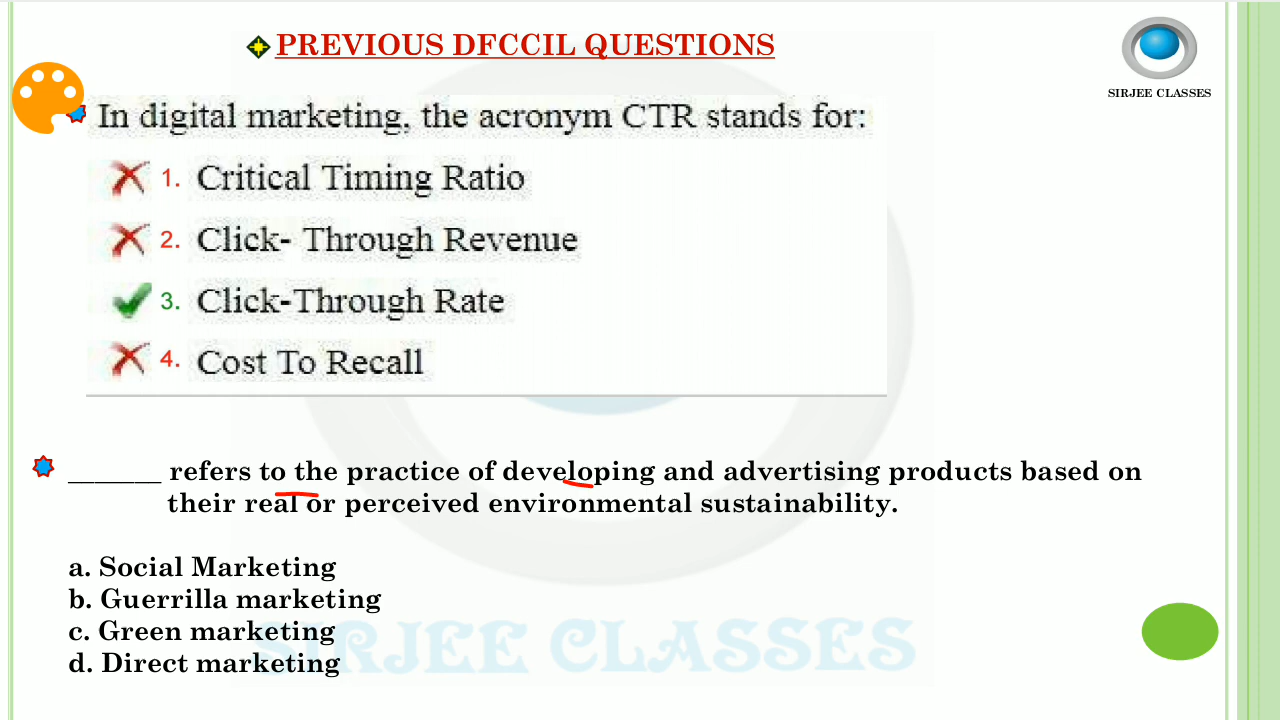 PREVIOUS DFCCIL QUESTIONS
SIRJEE CLASSES
In digital marketing, the acronym CTR stands for:
1. Critical Timing Ratio
2. Click- Through Revenue
3. Click-Through Rate
4. Cost To Recall
_______ refers to the practice of developing and advertising products based on
their real or perceived environmental sustainability.
a. Social Marketing
b. Guerrilla marketing
c. Green marketing
d. Direct marketing
SIRJEE CLASSES